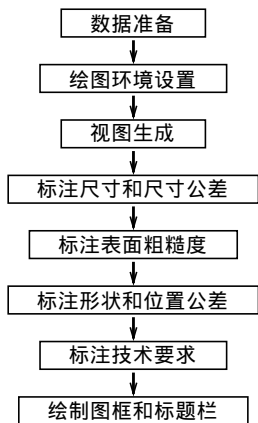 数据准备
绘图环境设置
视图生成
标注尺寸和尺寸公差
标注表面粗糙度
标注形状和位置公差
标注技术要求
绘制图框和标题栏